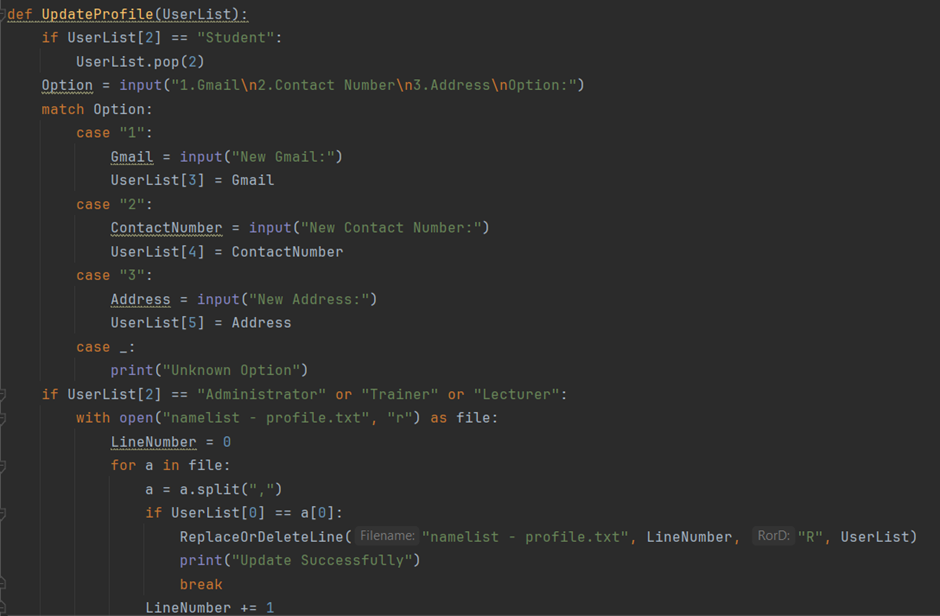 def UpdateProfile(UserList):
    if UserList[2] == "Student":
        UserList.pop(2)
    Option = input("1.Gmail\n2.Contact Number\n3.Address\nOption:")
    match Option:
        case "1":
            Gmail = input("New Gmail:")
            UserList[3] = Gmail
        case "2":
            ContactNumber = input("New Contact Number:")
            UserList[4] = ContactNumber
        case "3":
            Address = input("New Address:")
            UserList[5] = Address
        case _:
            print("Unknown Option")
    if UserList[2] == "Administrator" or "Trainer" or "Lecturer":
        with open("namelist - profile.txt", "r") as file:
            LineNumber = 0
            for a in file:
                a = a.split(",")
                if UserList[0] == a[0]:
                    ReplaceOrDeleteLine( Filename: "namelist - profile.txt", LineNumber, RorD: "R", UserList)
                    print("Update Successfully")
                    break
                LineNumber += 1